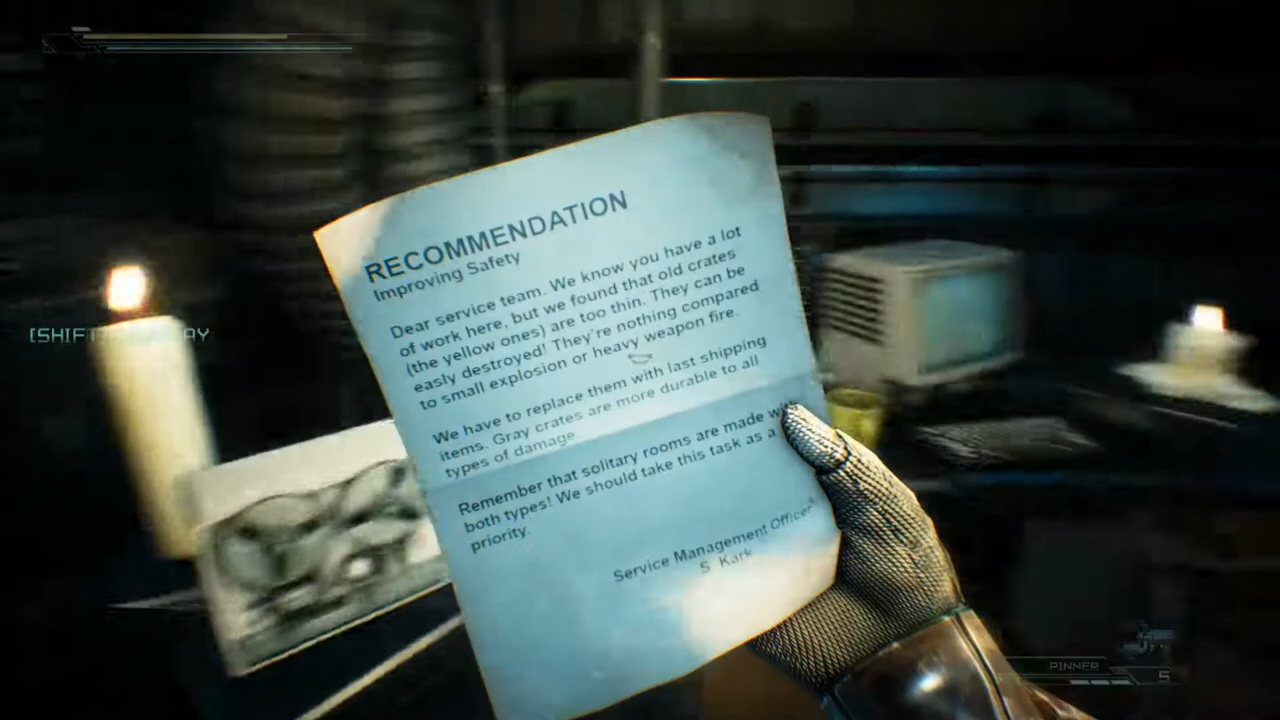 RECOMMENDATION
Improving Safety
Dear service team. We know you have a lot
of work here, but we found that old crates
(the yellow ones) are too thin. They can be
easly destroyed! They're nothing compared
to small explosion or heavy weapon fire.
We have to replace them with last shipping
items. Gray crates are more durable to all
types of damage
Remember that solitary rooms are made
both types! We should take this task as a
priority.
Service Management Officer
S. Kark
[SHIFT AY
PINNER
5